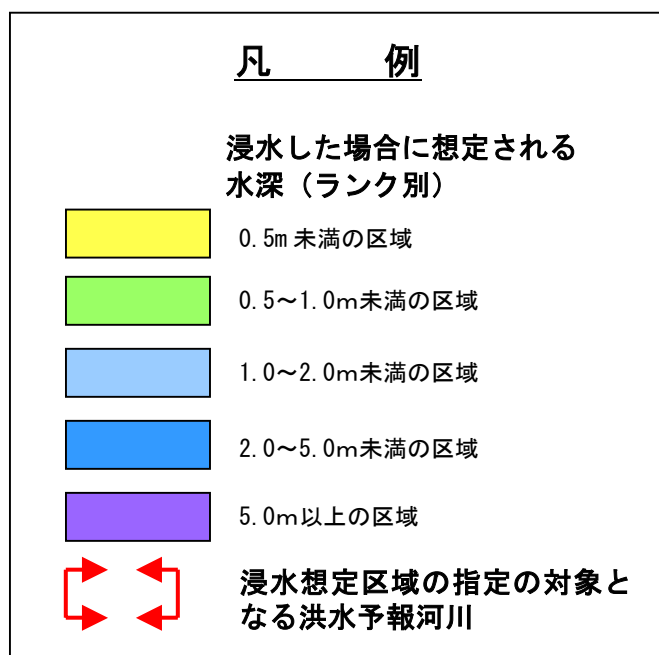 凡 例
浸水した場合に想定される
水深（ランク別）
0.5m未満の区域
0.5～1.0ｍ未満の区域
1.0～2.0ｍ未満の区域
2.0～5.0ｍ未満の区域
5.0ｍ以上の区域
浸水想定区域の指定の対象と
なる洪水予報河川